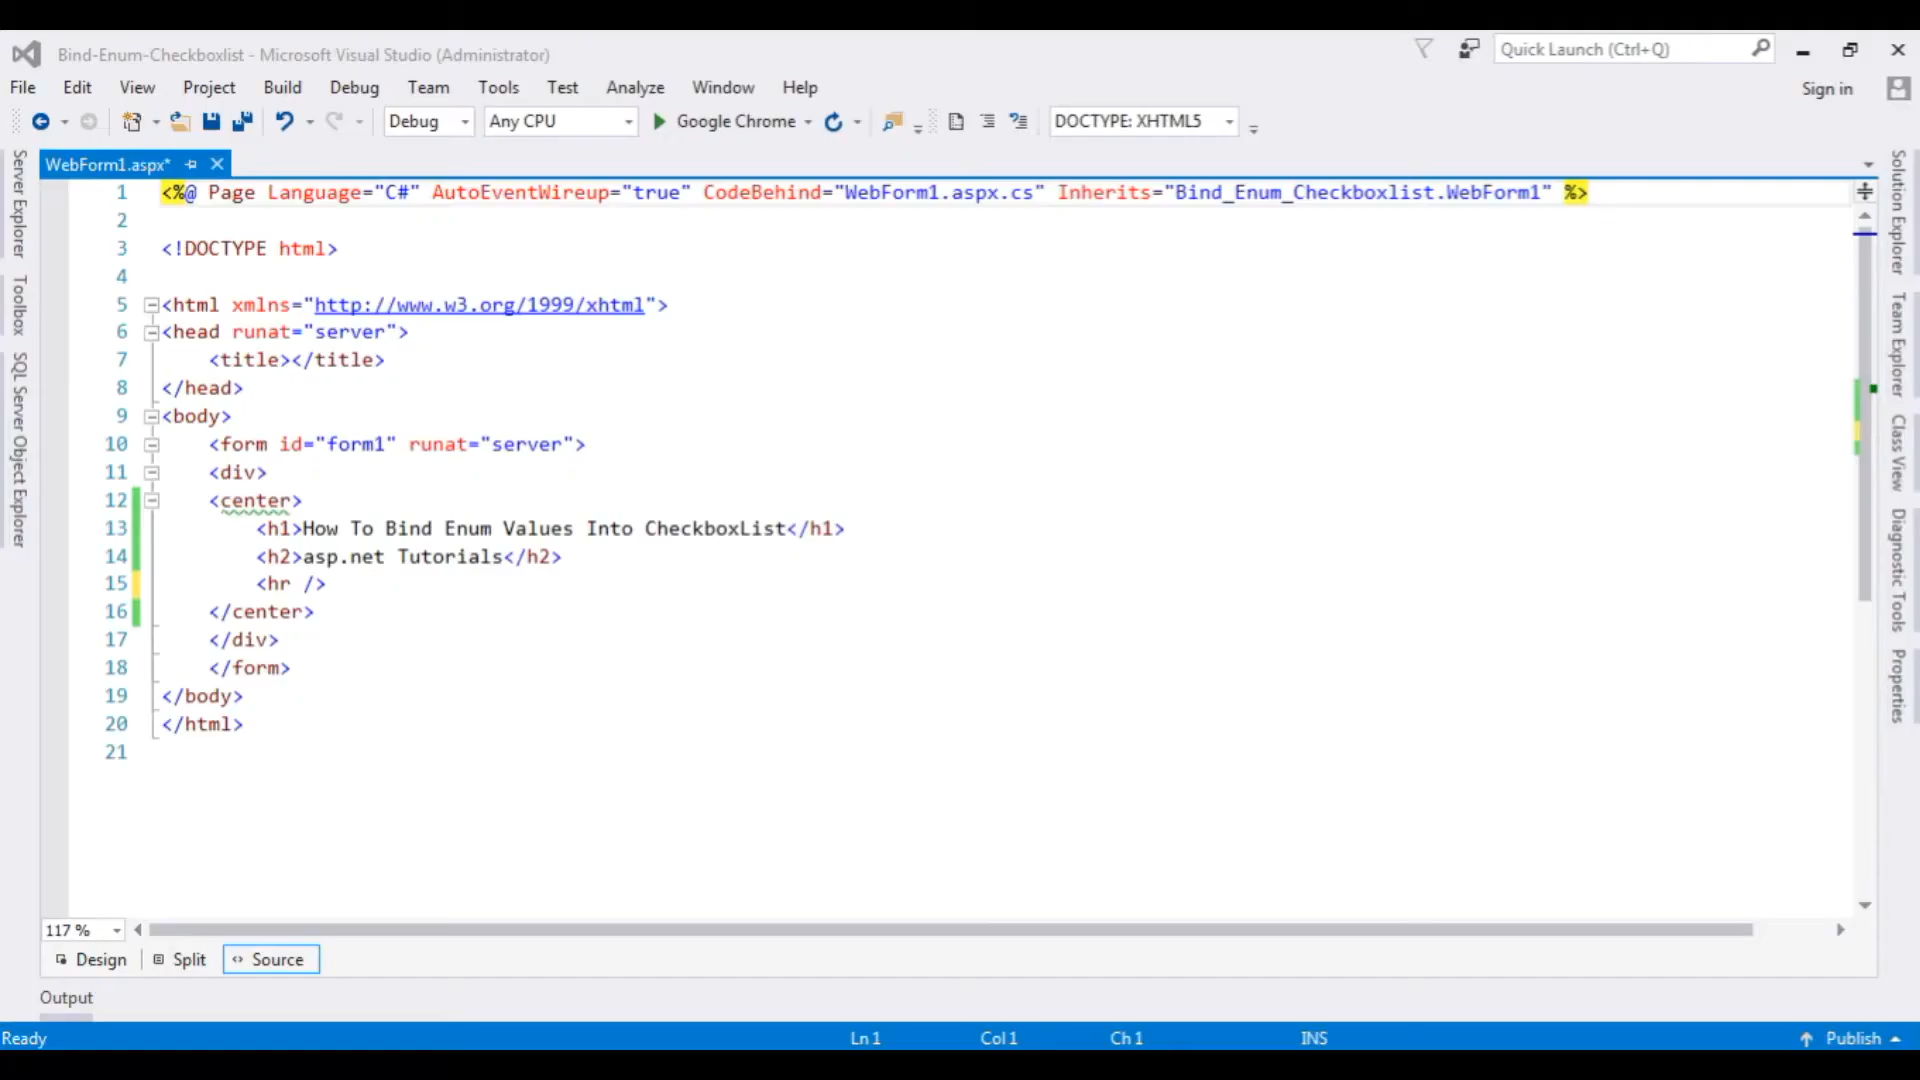 Bind-Enum-Checkboxlist - Microsoft Visual Studio (Administrator)
Quick Launch (Ctrl+Q)
File Edit View Project Build Debug Team Tools Test Analyze Window Help
Sign in
Debug Any CPU Google Chrome DOCTYPE: XHTML5
WebForm1.aspx*
1 <%@ Page Language="C#" AutoEventWireup="true" CodeBehind="WebForm1.aspx.cs" Inherits="Bind_Enum_Checkboxlist.WebForm1" %>
2
3 <!DOCTYPE html>
4
5 <html xmlns="http://www.w3.org/1999/xhtml">
6 <head runat="server">
7 <title></title>
8 </head>
9 <body>
10 <form id="form1" runat="server">
11 <div>
12 <center>
13 <h1>How To Bind Enum Values Into CheckboxList</h1>
14 <h2>asp.net Tutorials</h2>
15 <hr />
16 </center>
17 </div>
18 </form>
19 </body>
20 </html>
21
Server Explorer
Toolbox
SQL Server Object Explorer
Solution Explorer
Team Explorer
Class View
Diagnostic Tools
Properties
117 %
Design Split Source
Output
Ready Ln 1 Col 1 Ch 1 INS Publish